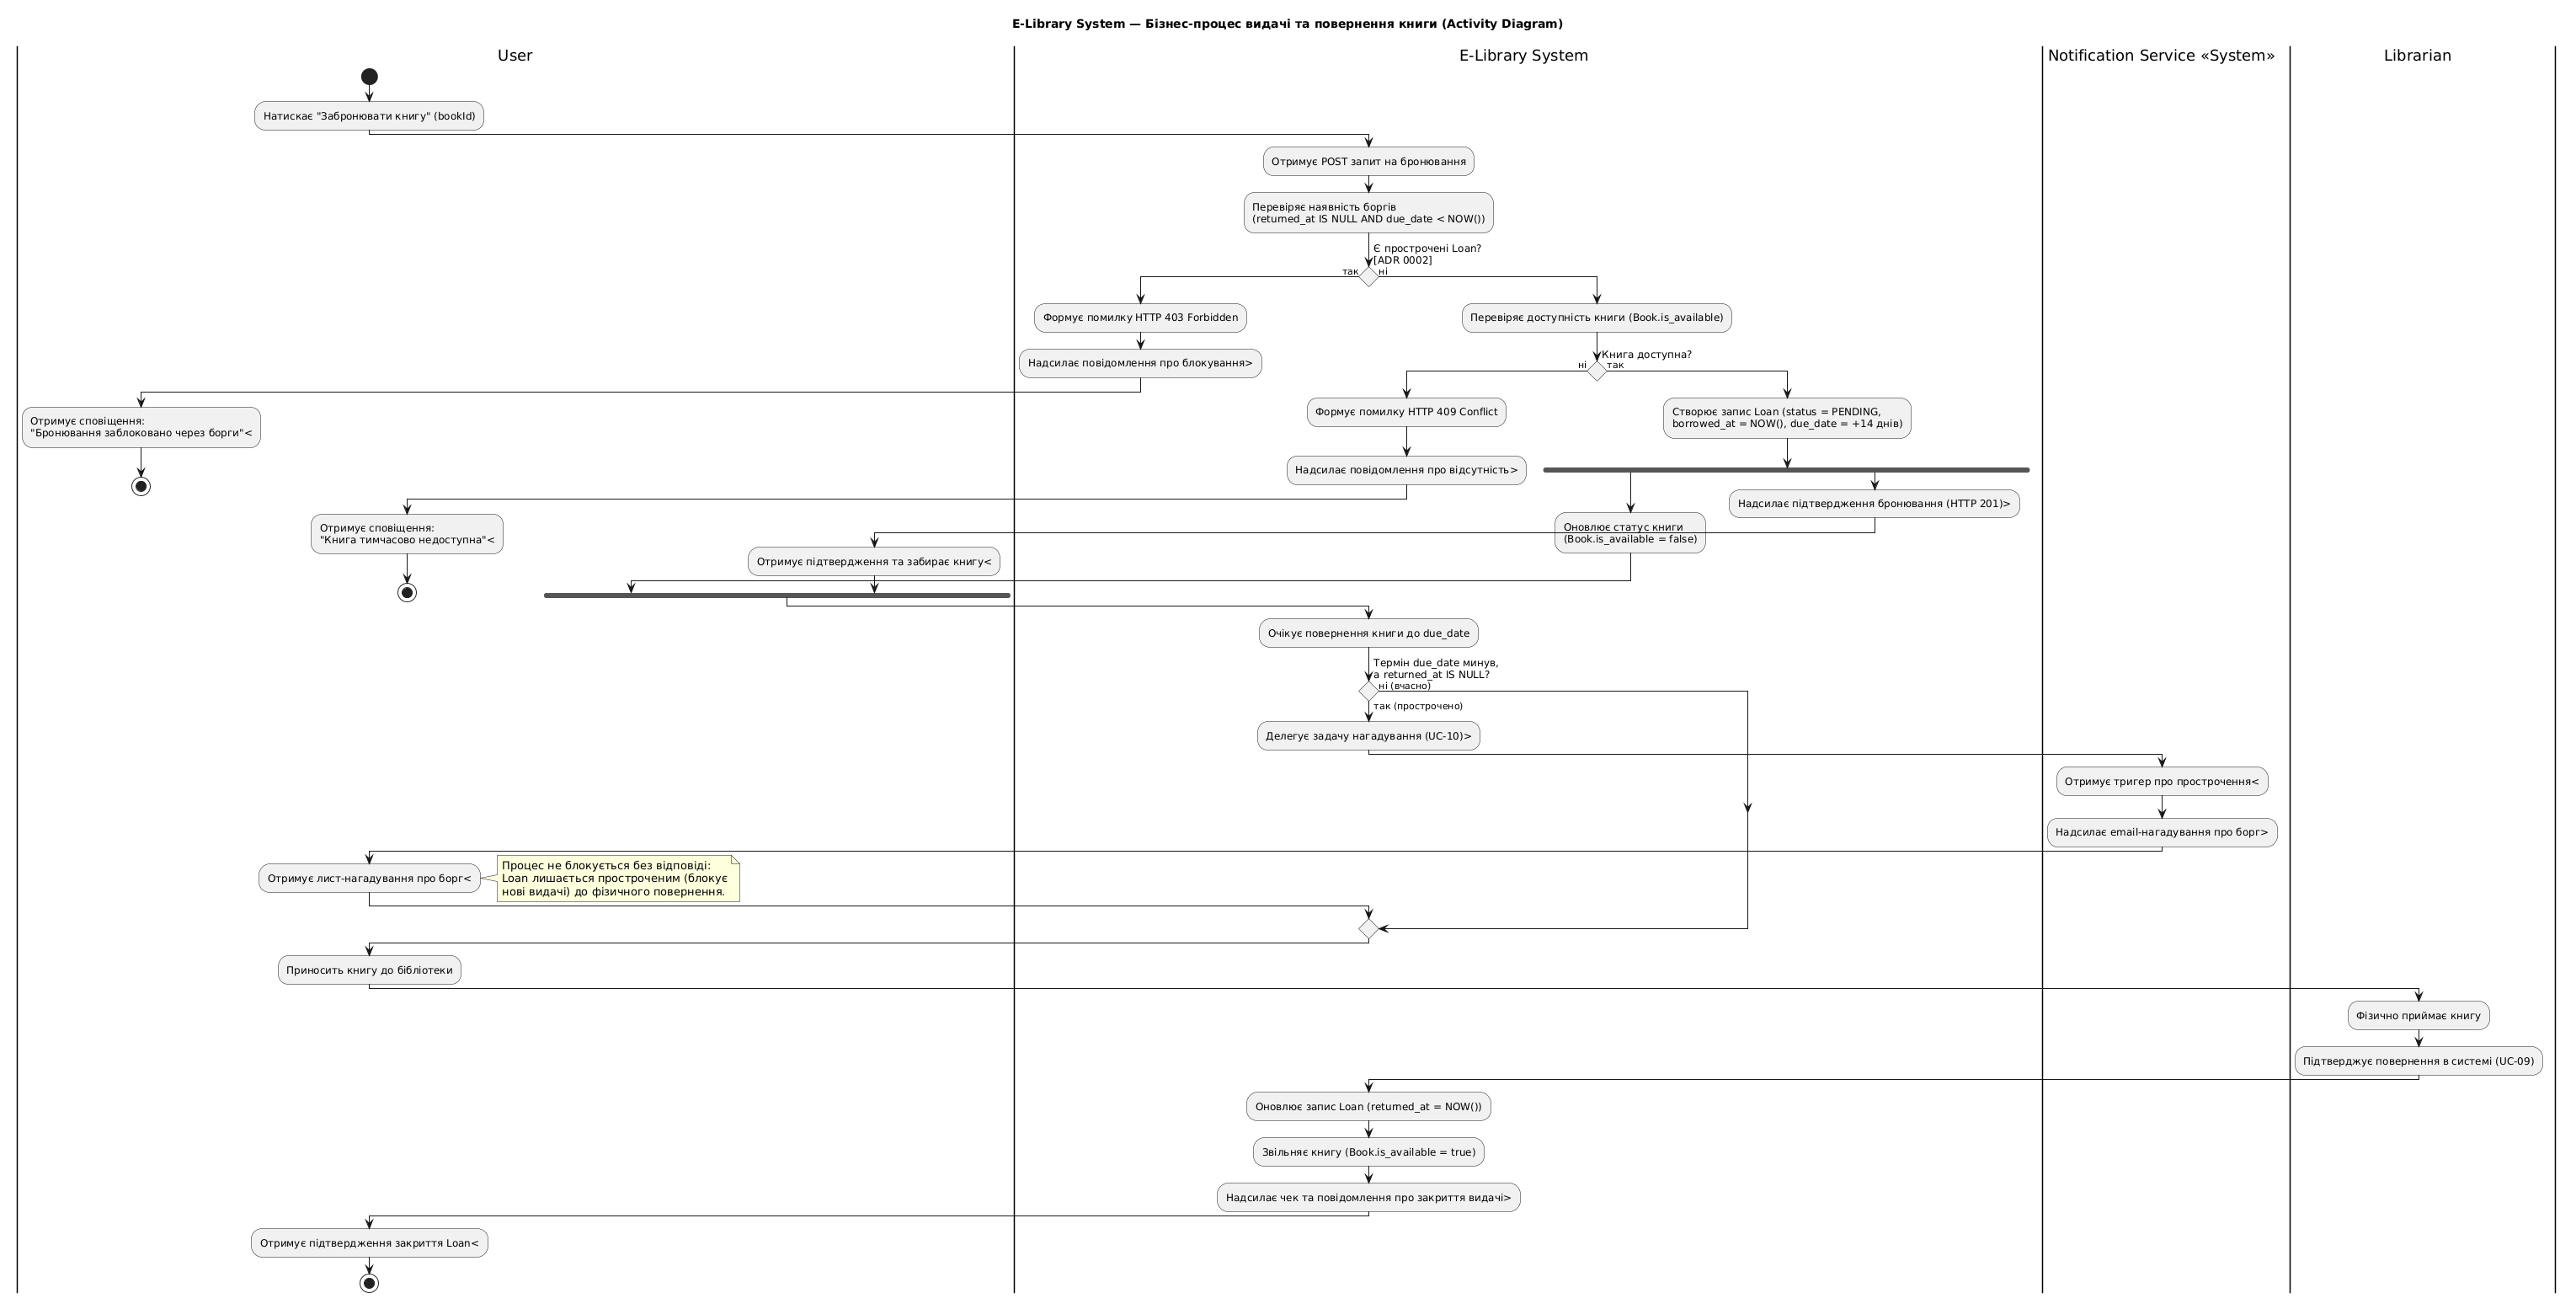 E-Library System — Бізнес-процес видачі та повернення книги (Activity Diagram)
User
E-Library System
Notification Service «System»
Librarian
Натискає "Забронювати книгу" (bookId)
Отримує POST запит на бронювання
Перевіряє наявність боргів
(returned_at IS NULL AND due_date < NOW())
Є прострочені Loan?
[ADR 0002]
так
ні
Формує помилку HTTP 403 Forbidden
Перевіряє доступність книги (Book.is_available)
Надсилає повідомлення про блокування>
Книга доступна?
ні
так
Отримує сповіщення:
"Бронювання заблоковано через борги"<
Формує помилку HTTP 409 Conflict
Створює запис Loan (status = PENDING,
borrowed_at = NOW(), due_date = +14 днів)
Надсилає повідомлення про відсутність>
Надсилає підтвердження бронювання (HTTP 201)>
Отримує сповіщення:
"Книга тимчасово недоступна"<
Оновлює статус книги
(Book.is_available = false)
Отримує підтвердження та забирає книгу<
Очікує повернення книги до due_date
Термін due_date минув,
а returned_at IS NULL?
ні (вчасно)
так (прострочено)
Делегує задачу нагадування (UC-10)>
Отримує тригер про прострочення<
Надсилає email-нагадування про борг>
Отримує лист-нагадування про борг<
Процес не блокується без відповіді:
Loan лишається простроченим (блокує
нові видачі) до фізичного повернення.
Приносить книгу до бібліотеки
Фізично приймає книгу
Підтверджує повернення в системі (UC-09)
Оновлює запис Loan (returned_at = NOW())
Звільняє книгу (Book.is_available = true)
Надсилає чек та повідомлення про закриття видачі>
Отримує підтвердження закриття Loan<